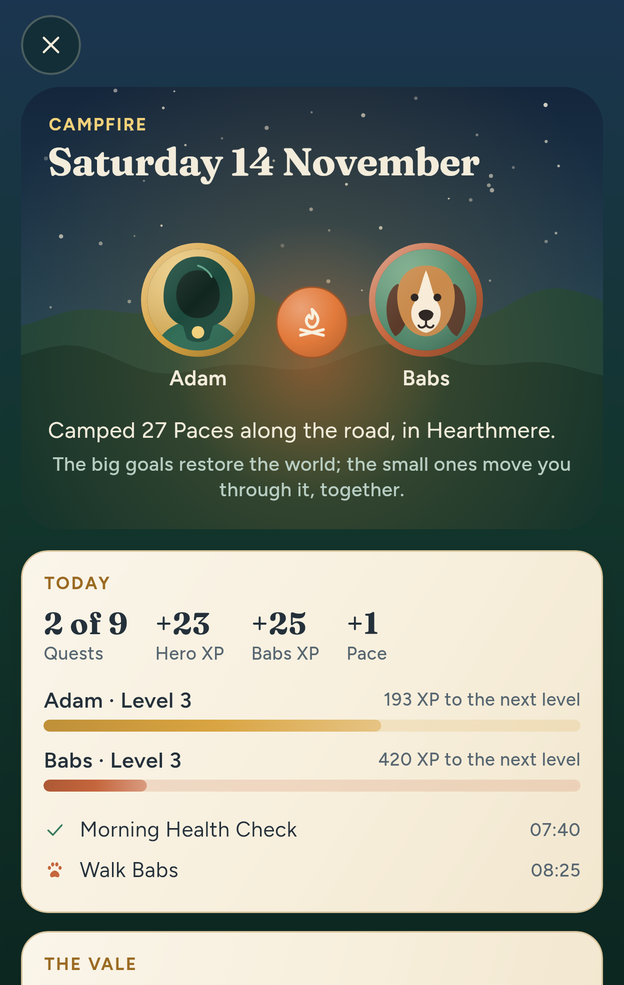 CAMPFIRE
Saturday 14 November
Adam
Babs
Camped 27 Paces along the road, in Hearthmere.
The big goals restore the world; the small ones move you
through it, together.
TODAY
2 of 9 +23 +25 +1
Quests Hero XP Babs XP Pace
Adam · Level 3 193 XP to the next level
Babs · Level 3 420 XP to the next level
Morning Health Check 07:40
Walk Babs 08:25
THE VALE